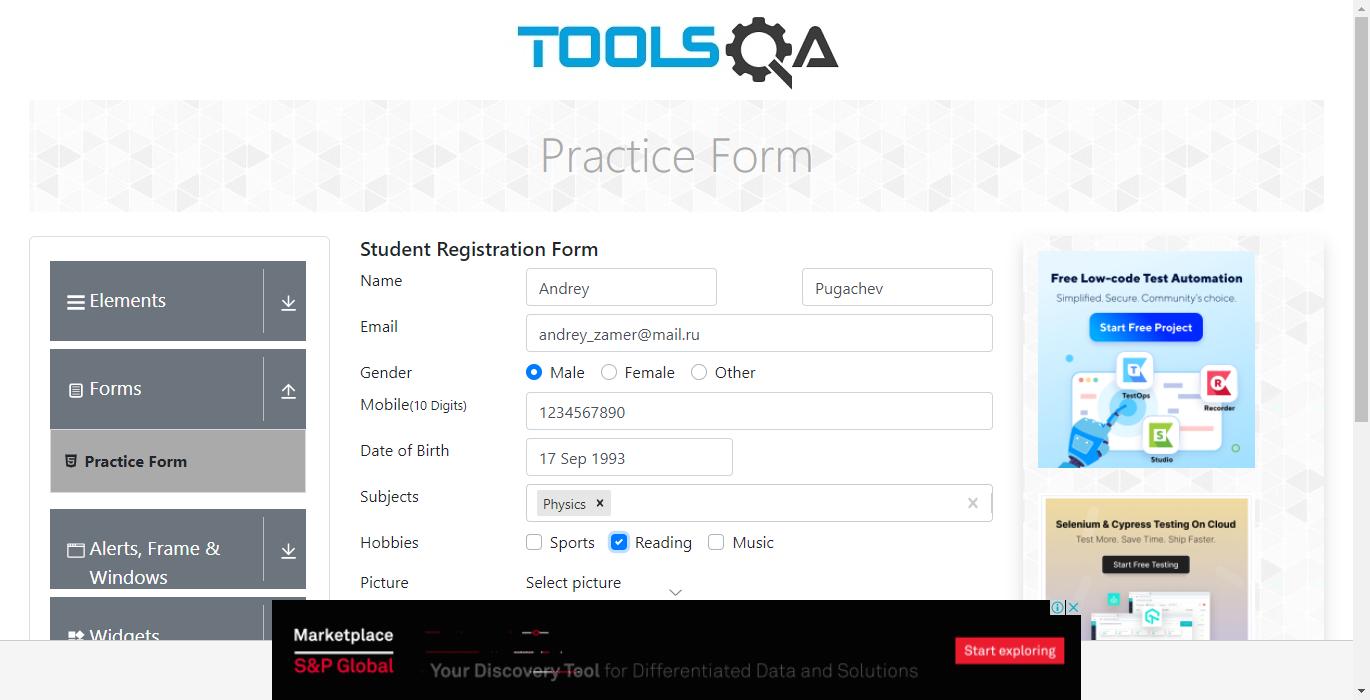 TOOLSQA
Practice Form
Elements
Forms
Practice Form
Alerts, Frame &
Windows
Widgets
Student Registration Form
Name
Andrey
Pugachev
Email
andrey_zamer@mail.ru
Gender
Male
Female
Other
Mobile(10 Digits)
1234567890
Date of Birth
17 Sep 1993
Subjects
Physics ×
Hobbies
Sports
Reading
Music
Picture
Select picture
Free Low-code Test Automation
Simplified. Secure. Community's choice.
Start Free Project
T
TestOps
R
Recorder
S
Studio
Selenium & Cypress Testing On Cloud
Test More. Save Time. Ship Faster.
Start Free Testing
Marketplace
S&P Global
Your Discovery Tool for Differentiated Data and Solutions
Start exploring